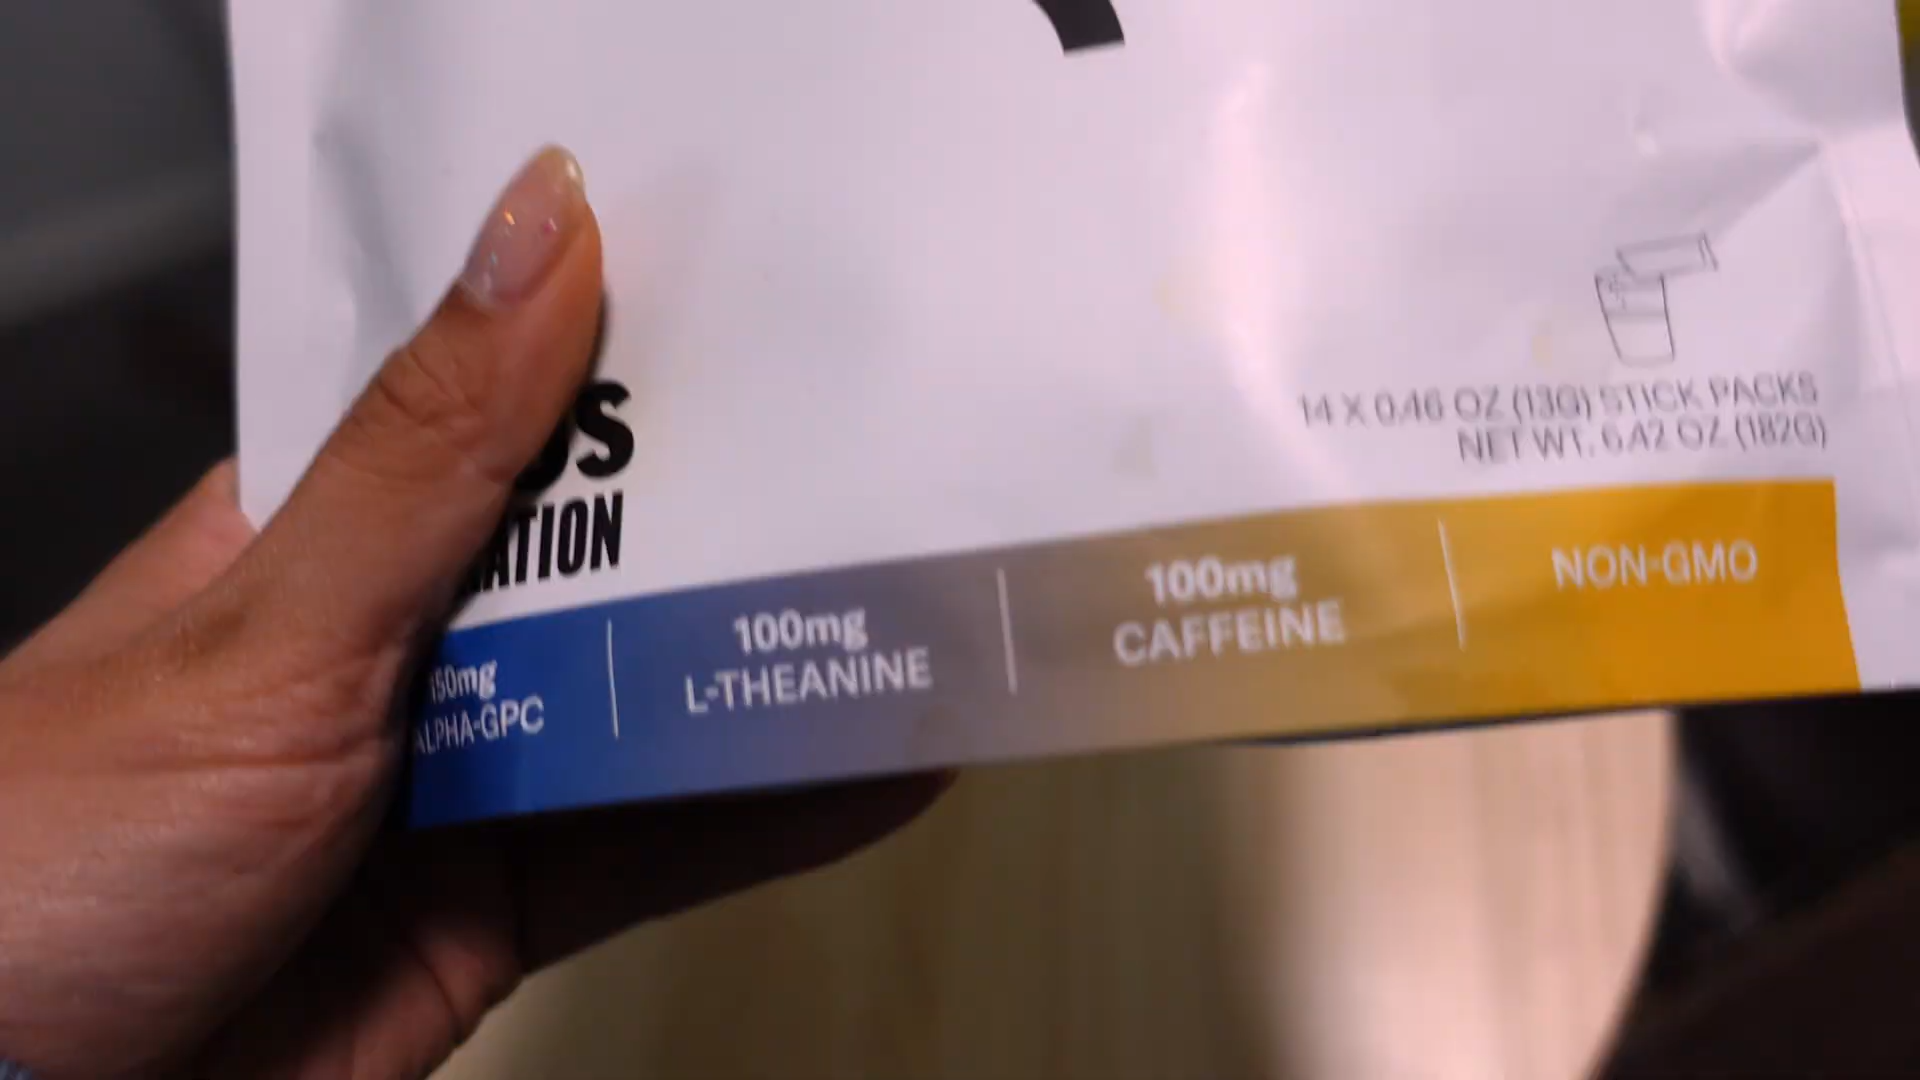 14 X 0.46 OZ (13G) STICK PACKS
NET WT. 6.42 OZ (182G)
150mg
ALPHA-GPC
100mg
L-THEANINE
100mg
CAFFEINE
NON-GMO